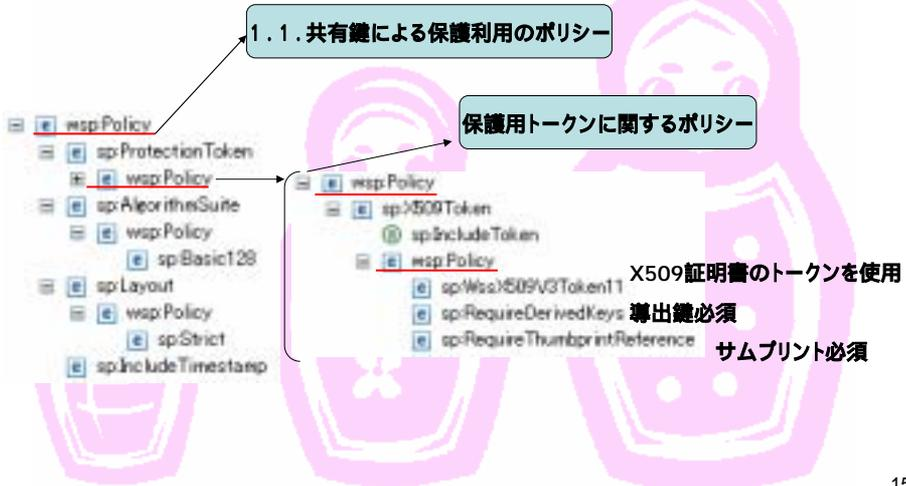 1.1.共有鍵による保護利用のポリシー
wsp:Policy
sp:ProtectionToken
wsp:Policy
sp:AlgorithmSuite
wsp:Policy
sp:Basic128
sp:Layout
wsp:Policy
sp:Strict
sp:IncludeTimestamp
保護用トークンに関するポリシー
wsp:Policy
sp:X509Token
sp:IncludeToken
wsp:Policy
sp:WssX509V3Token11
X509証明書のトークンを使用
sp:RequireDerivedKeys
導出鍵必須
sp:RequireThumbprintReference
サムプリント必須
15